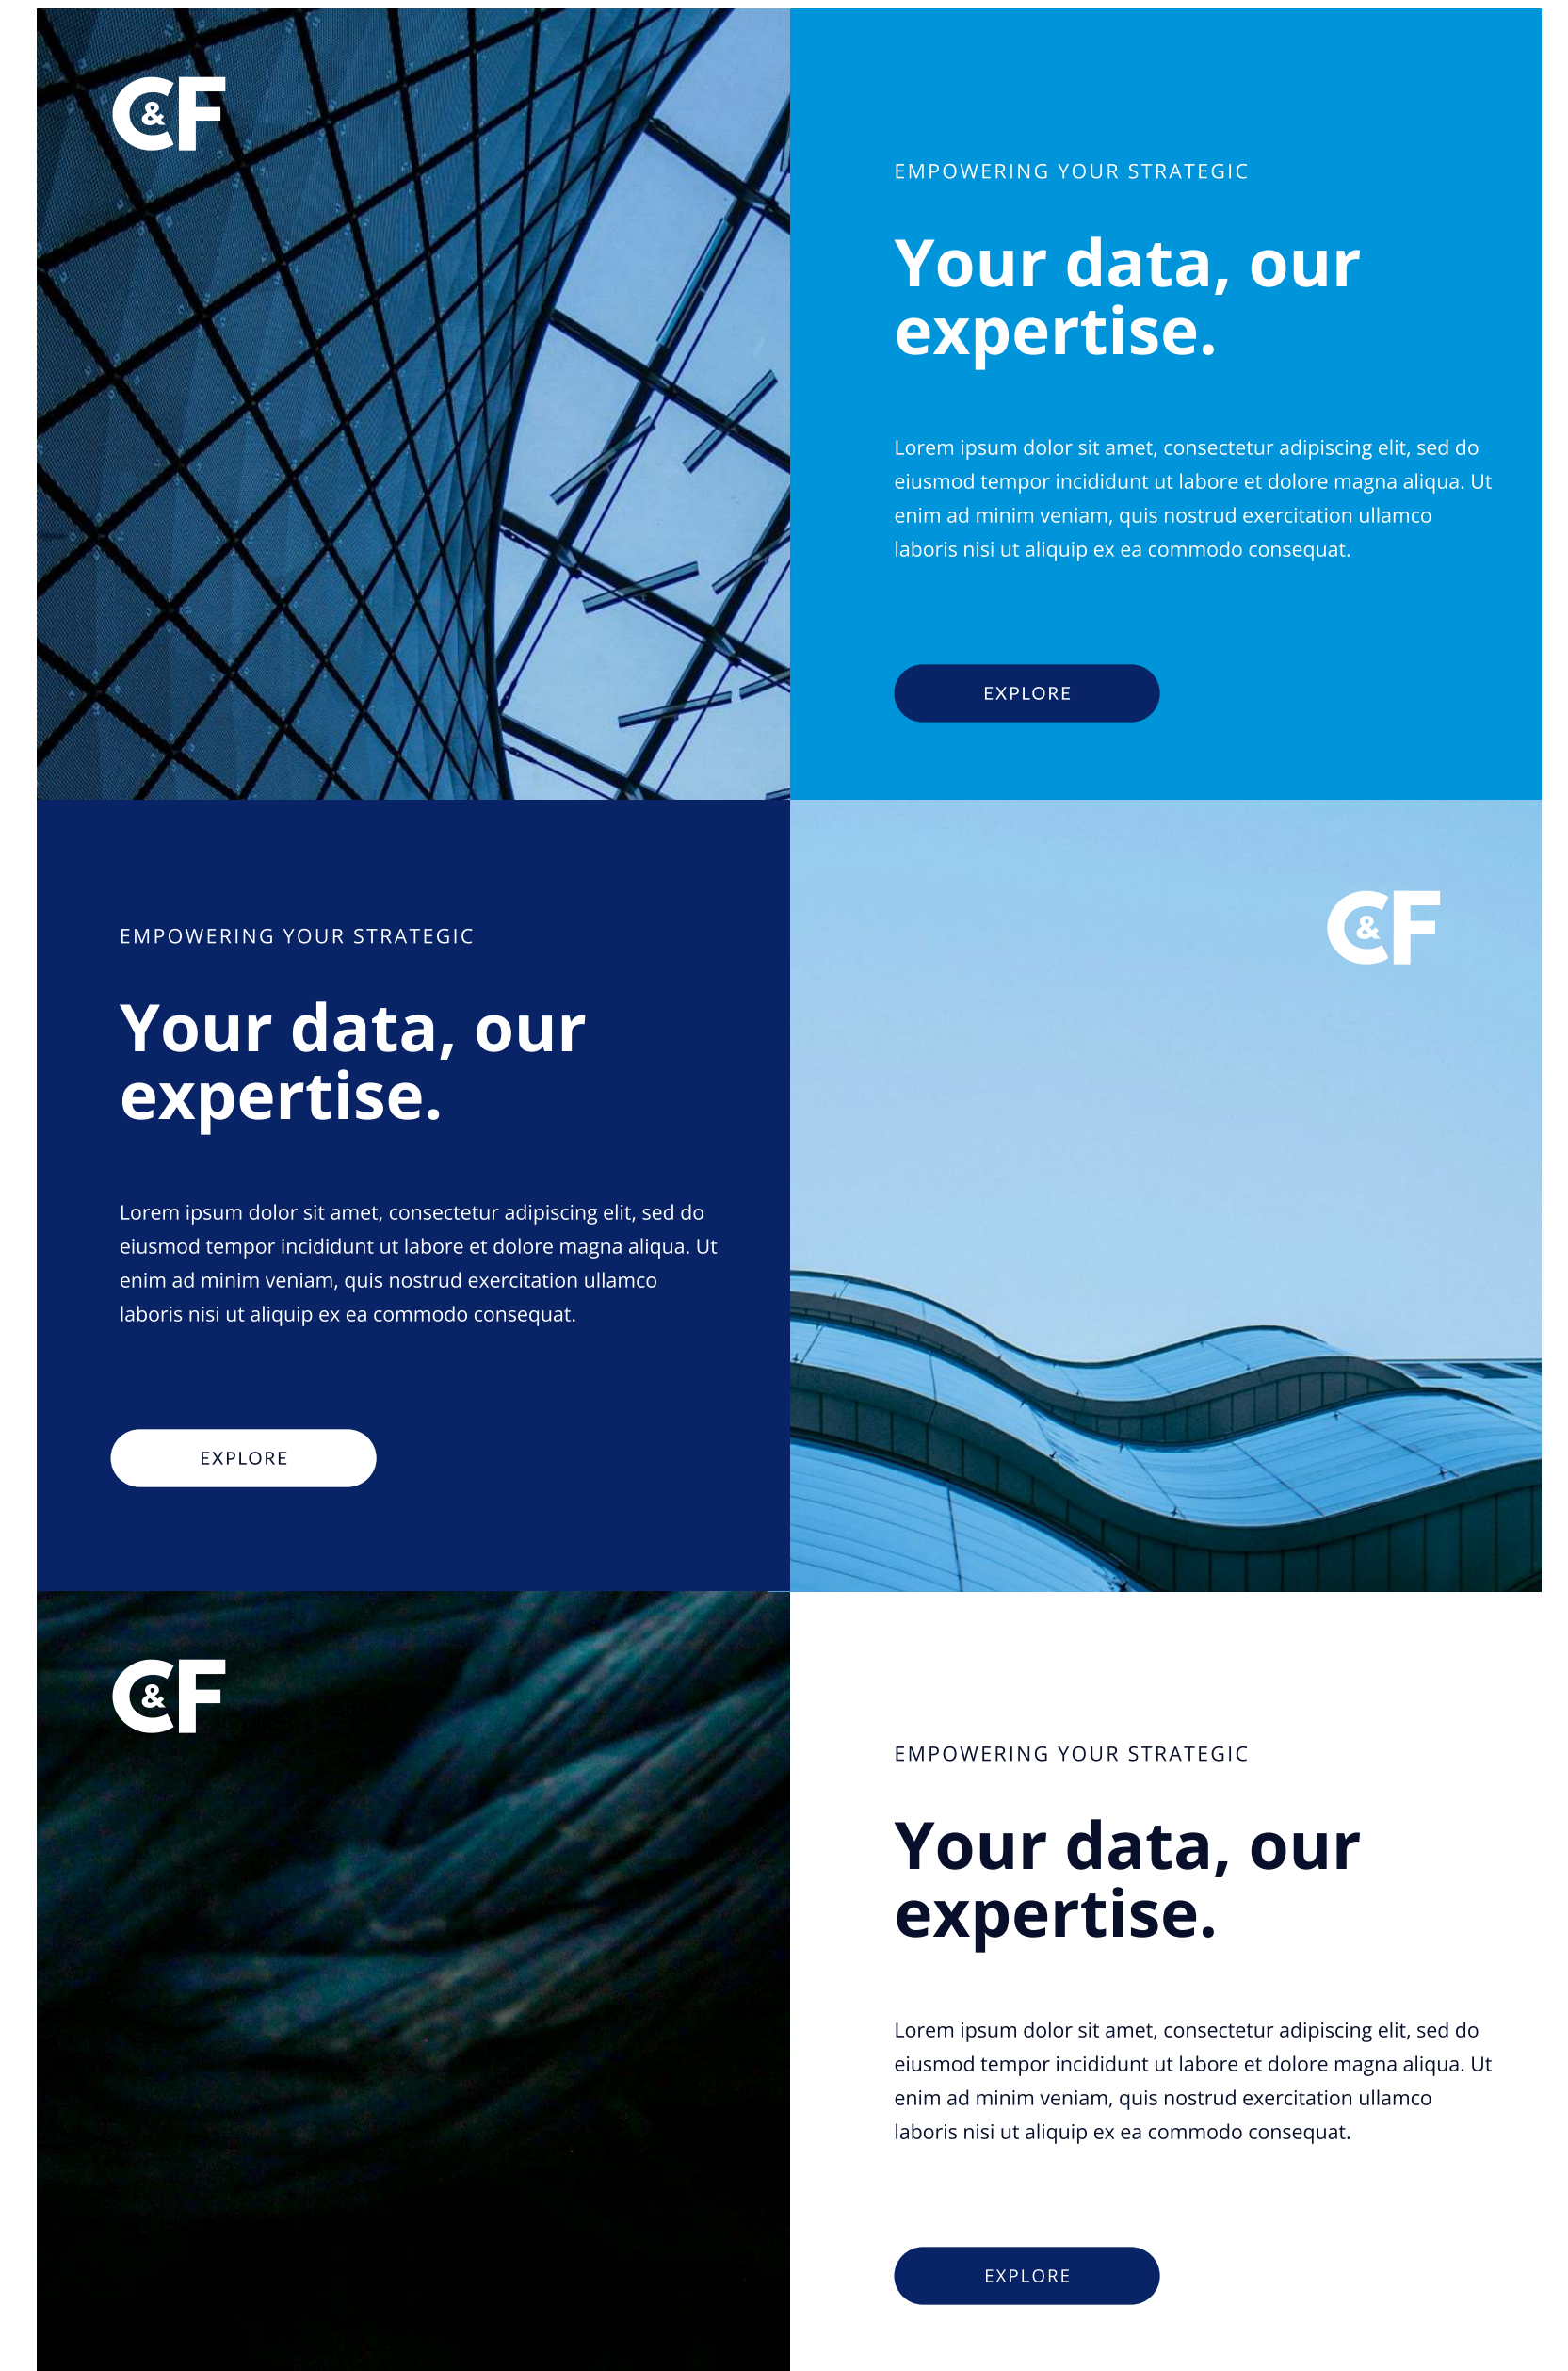 C&F
EMPOWERING YOUR STRATEGIC
Your data, our
expertise.
Lorem ipsum dolor sit amet, consectetur adipiscing elit, sed do
eiusmod tempor incididunt ut labore et dolore magna aliqua. Ut
enim ad minim veniam, quis nostrud exercitation ullamco
laboris nisi ut aliquip ex ea commodo consequat.
EXPLORE
EMPOWERING YOUR STRATEGIC
Your data, our
expertise.
Lorem ipsum dolor sit amet, consectetur adipiscing elit, sed do
eiusmod tempor incididunt ut labore et dolore magna aliqua. Ut
enim ad minim veniam, quis nostrud exercitation ullamco
laboris nisi ut aliquip ex ea commodo consequat.
EXPLORE
C&F
C&F
EMPOWERING YOUR STRATEGIC
Your data, our
expertise.
Lorem ipsum dolor sit amet, consectetur adipiscing elit, sed do
eiusmod tempor incididunt ut labore et dolore magna aliqua. Ut
enim ad minim veniam, quis nostrud exercitation ullamco
laboris nisi ut aliquip ex ea commodo consequat.
EXPLORE